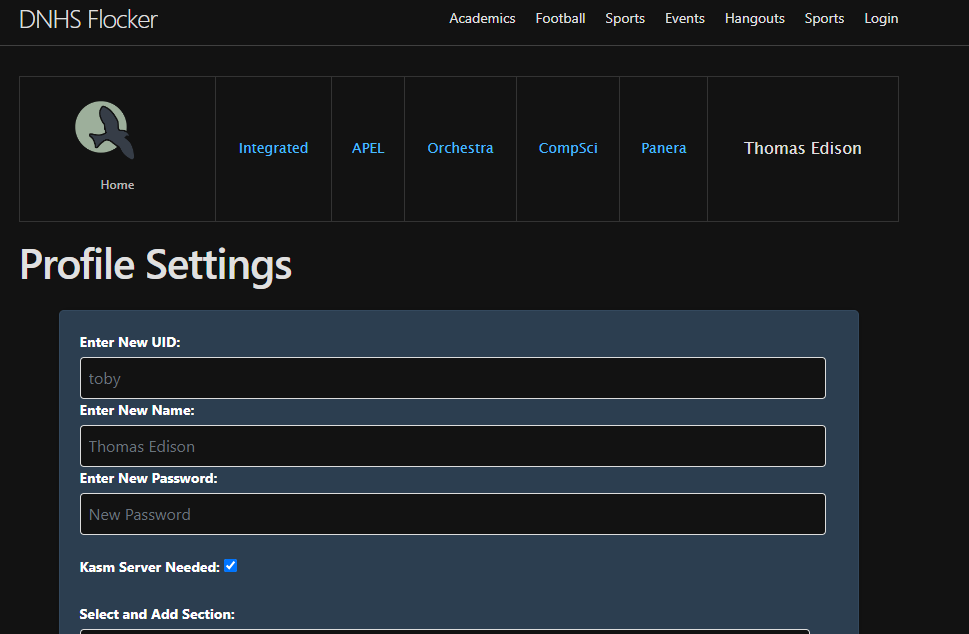 DNHS Flocker
Academics Football Sports Events Hangouts Sports Login
Integrated APEL Orchestra CompSci Panera Thomas Edison
Home
Profile Settings
Enter New UID:
toby
Enter New Name:
Thomas Edison
Enter New Password:
New Password
Kasm Server Needed:
Select and Add Section: